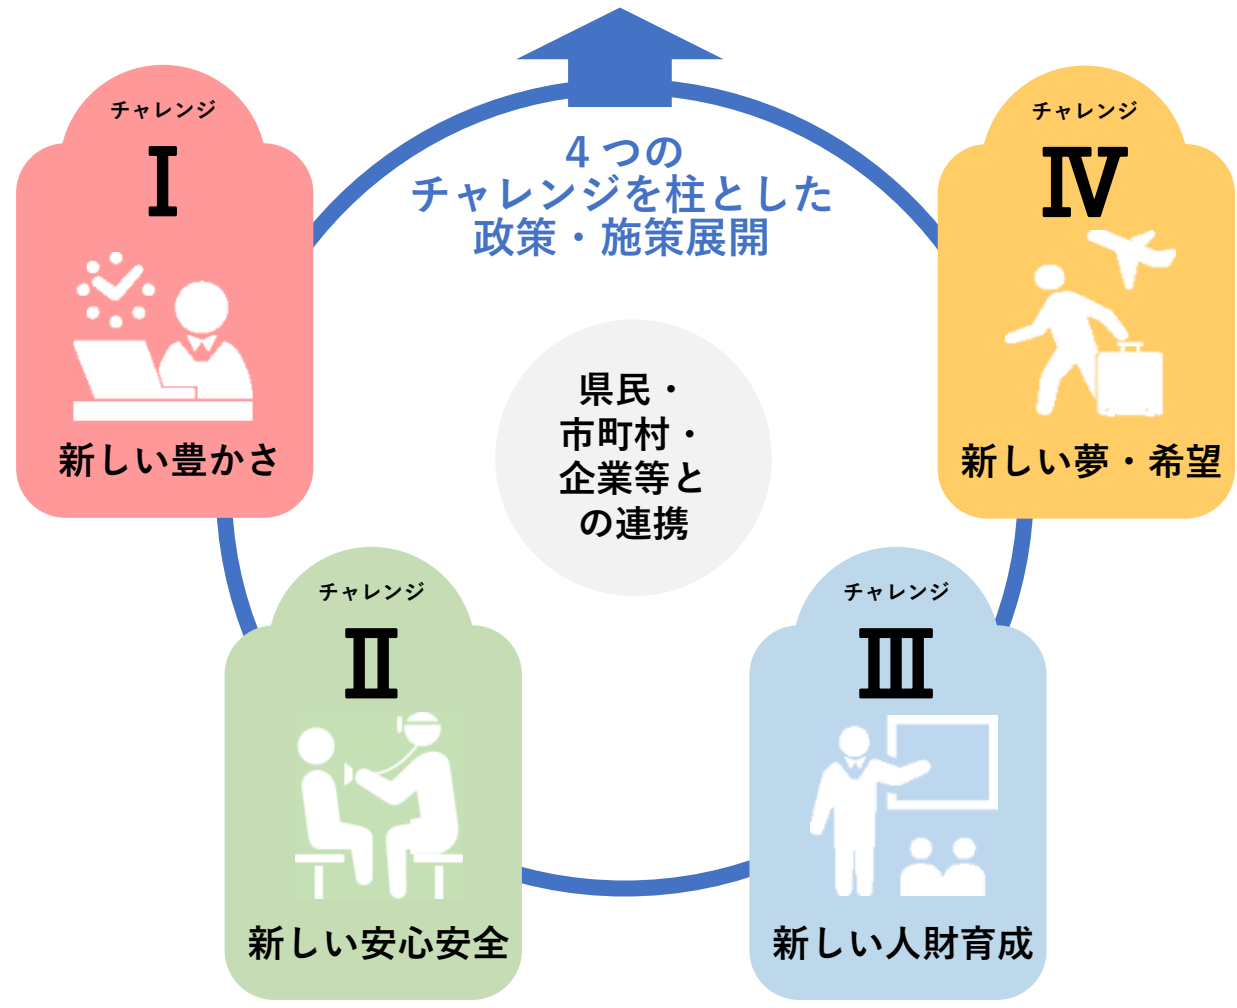 4つの
チャレンジを柱とした
政策・施策展開
チャレンジ
Ⅰ
新しい豊かさ
チャレンジ
Ⅳ
新しい夢・希望
県民・
市町村・
企業等と
の連携
チャレンジ
Ⅱ
新しい安心安全
チャレンジ
Ⅲ
新しい人財育成